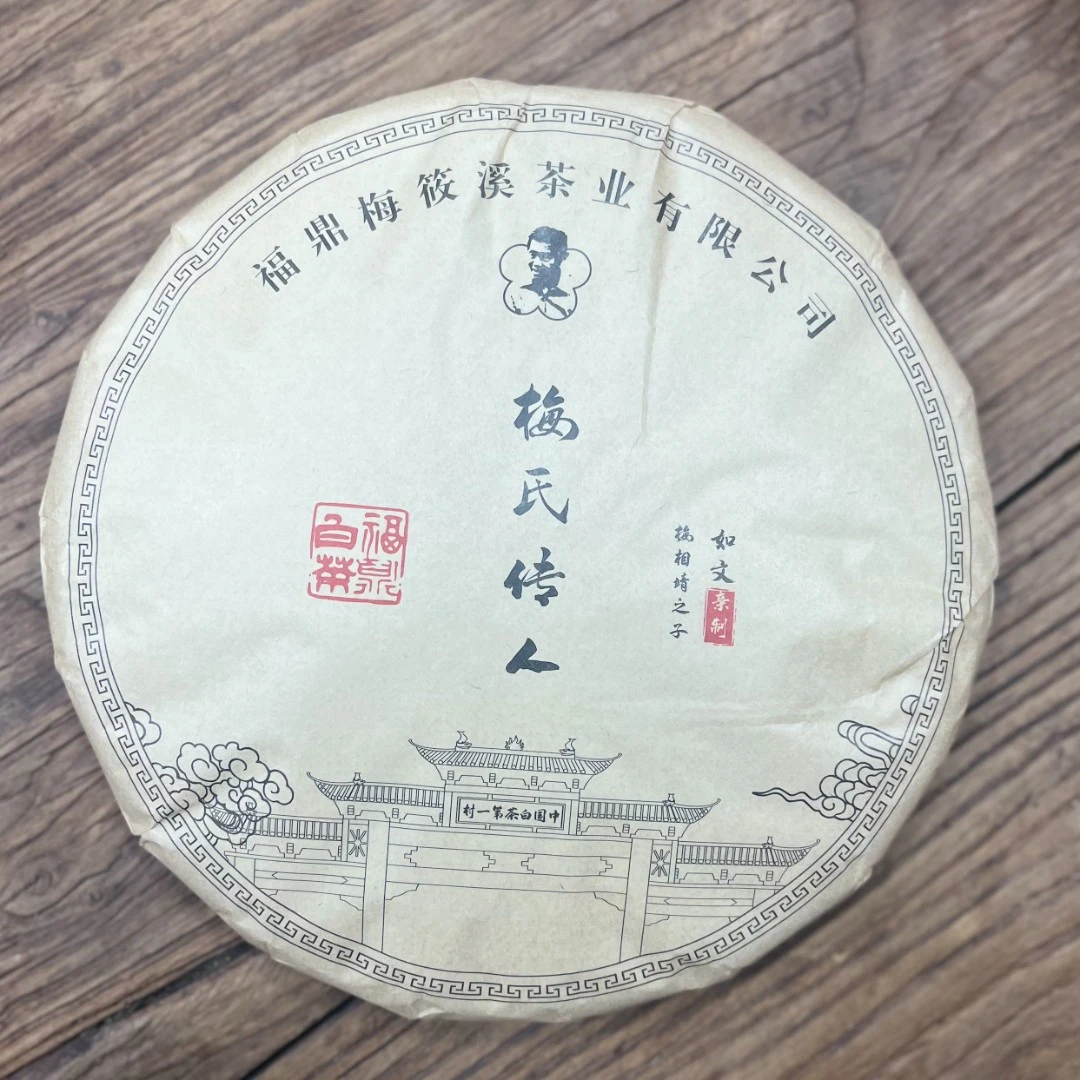 福鼎梅筱溪茶业有限公司
梅氏传人
如文
亲制
梅相靖之子
福鼎
白茶
中国白茶第一村